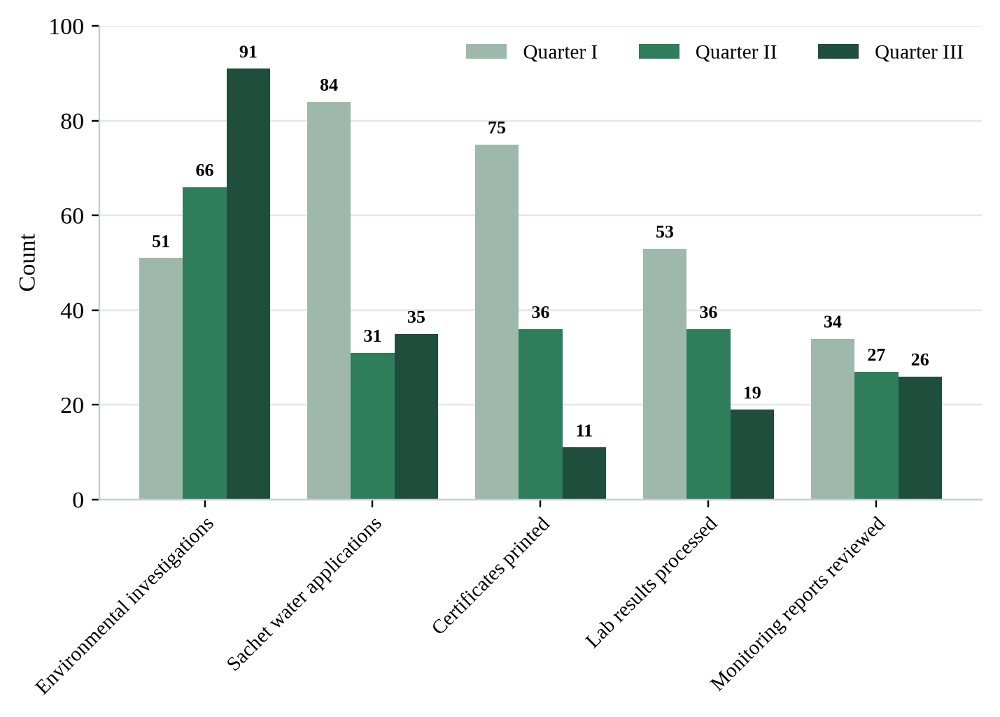 100
80
60
40
20
0
Count
Quarter I
Quarter II
Quarter III
51
66
91
84
31
35
75
36
11
53
36
19
34
27
26
Environmental investigations
Sachet water applications
Certificates printed
Lab results processed
Monitoring reports reviewed